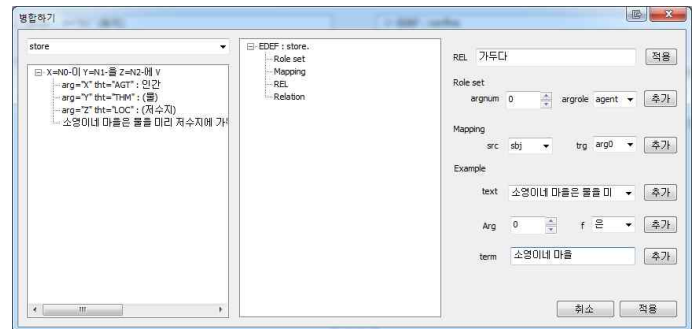 병합하기
store
X=N0-이 Y=N1-을 Z=N2-에 V
arg="X" tht="AGT" : 인간
arg="Y" tht="THM" : (물)
arg="Z" tht="LOC" : (저수지)
소영이네 마을은 물을 미리 저수지에 가두
EDEF : store.
Role set
Mapping
REL
Relation
REL 가두다 적용
Role set
argnum 0 argrole agent 추가
Mapping
src sbj trg arg0 추가
Example
text 소영이네 마을은 물을 미 추가
Arg 0 f 은 추가
term 소영이네 마을 추가
취소 적용